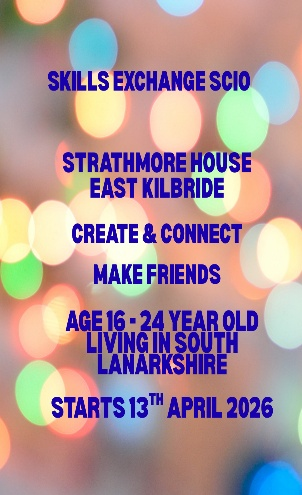 SKILLS EXCHANGE SCIO
STRATHMORE HOUSE
EAST KILBRIDE
CREATE & CONNECT
MAKE FRIENDS
AGE 16 - 24 YEAR OLD
LIVING IN SOUTH
LANARKSHIRE
STARTS 13TH APRIL 2026